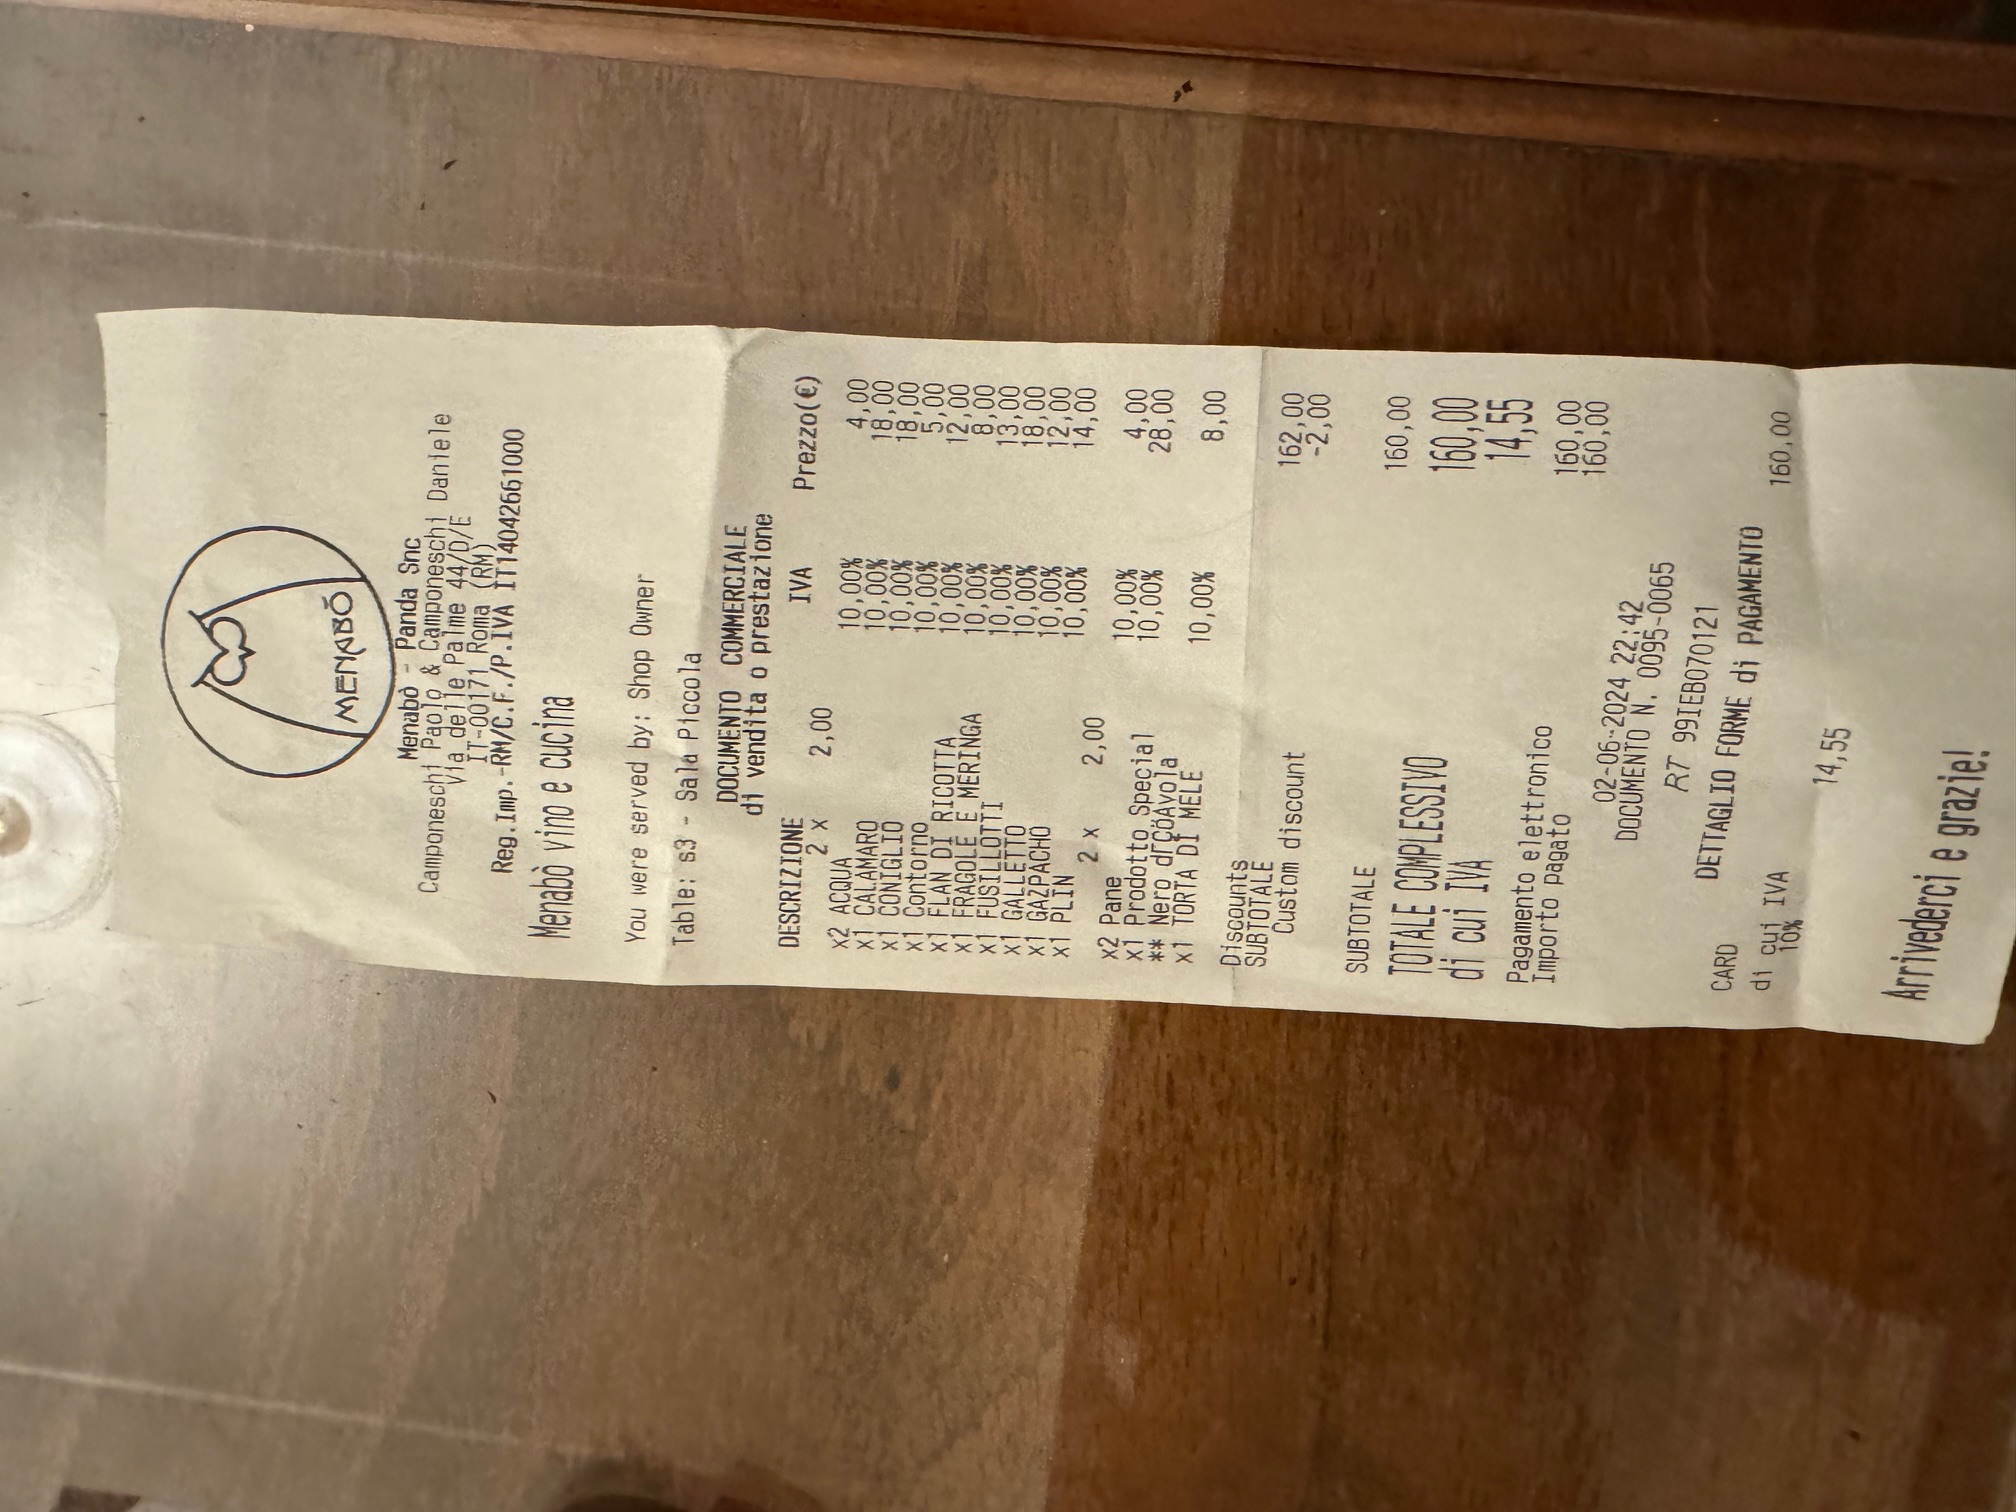 MENABÒ
Menabò - Panda Snc
Camponeschi Paolo & Camponeschi Daniele
Via delle Palme 44/D/E
IT-00171 Roma (RM)
Reg.Imp.-RM/C.F./P.IVA IT14042661000
Menabò vino e cucina
You were served by: Shop Owner
Table: s3 - Sala Piccola
DOCUMENTO COMMERCIALE
di vendita o prestazione
DESCRIZIONE IVA Prezzo(€)
2 x 2,00
x2 ACQUA 10,00% 4,00
x1 CALAMARO 10,00% 18,00
x1 CONIGLIO 10,00% 18,00
x1 Contorno 10,00% 5,00
x1 FLAN DI RICOTTA 10,00% 12,00
x1 FRAGOLE E MERINGA 10,00% 8,00
x1 FUSILLOTTI 10,00% 13,00
x1 GALLETTO 10,00% 18,00
x1 GAZPACHO 10,00% 12,00
x1 PLIN 10,00% 14,00
2 x 2,00
x2 Pane 10,00% 4,00
x1 Prodotto Special 10,00% 28,00
** Nero dÇöAvola
x1 TORTA DI MELE 10,00% 8,00
Discounts
SUBTOTALE 162,00
Custom discount -2,00
SUBTOTALE 160,00
TOTALE COMPLESSIVO 160,00
di cui IVA 14,55
Pagamento elettronico 160,00
Importo pagato 160,00
02-06-2024 22:42
DOCUMENTO N. 0095-0065
RT 99IEB070121
DETTAGLIO FORME di PAGAMENTO
CARD 160,00
di cui IVA
10% 14,55
Arrivederci e grazie!